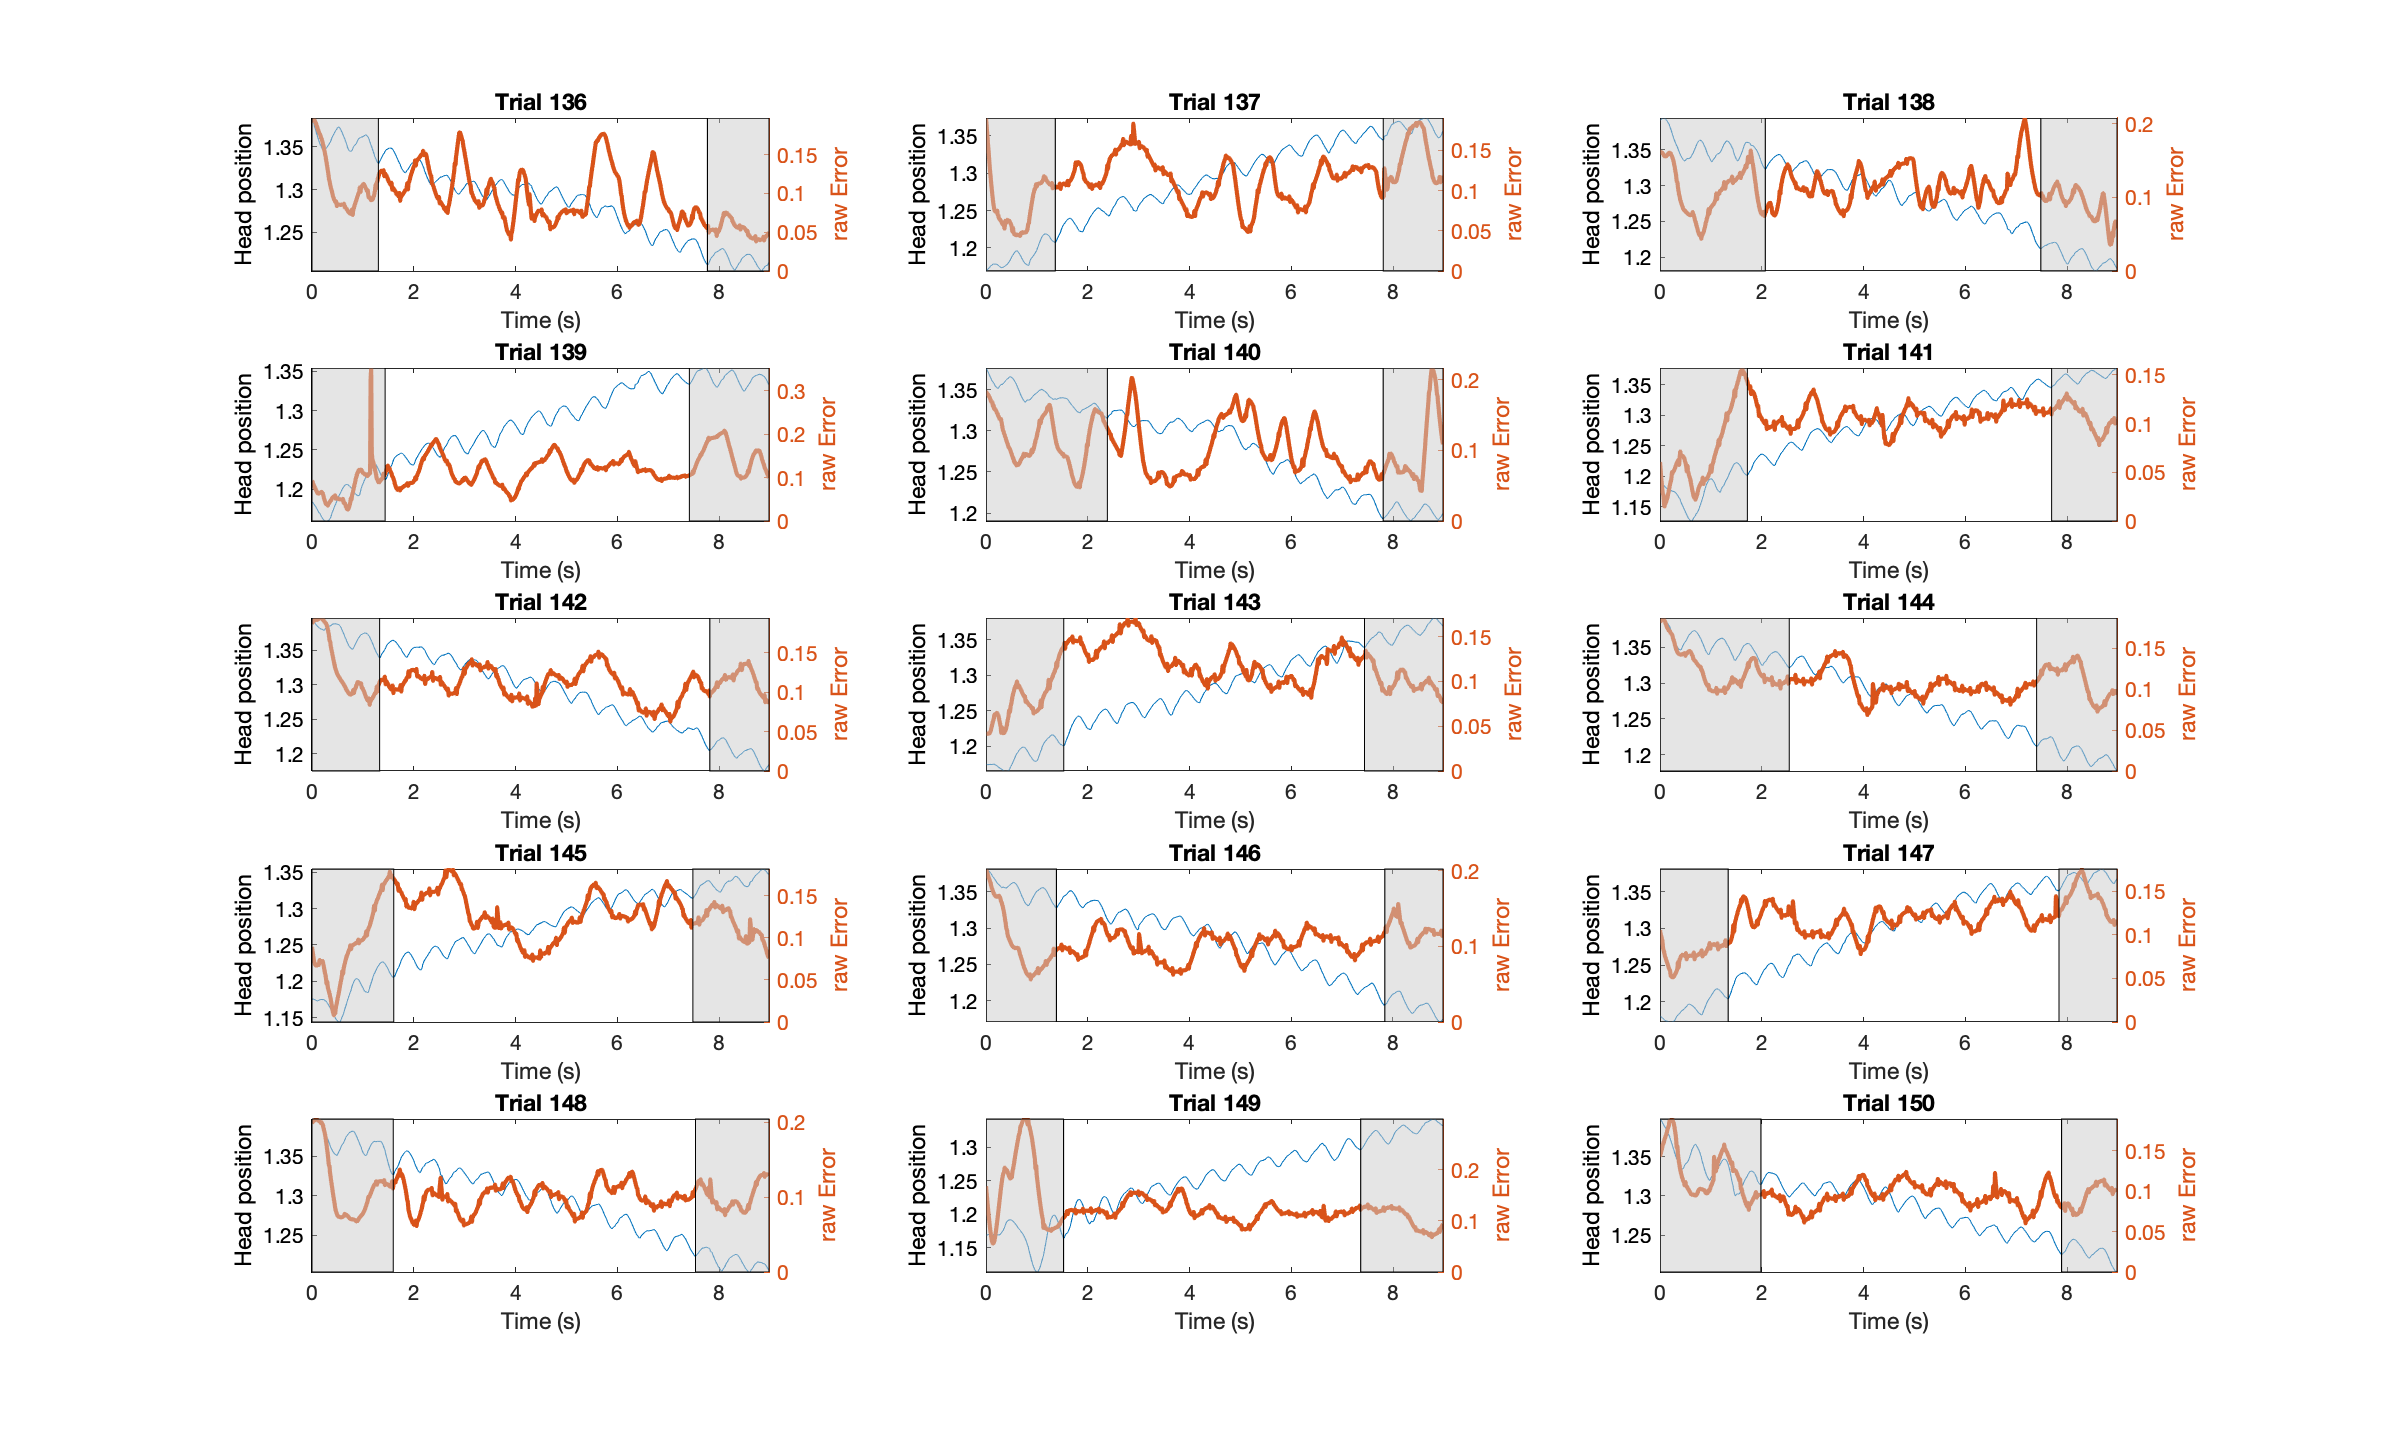 Trial 136
Head position
1.35
1.3
1.25
0.15
0.1
0.05
0
raw Error
0 2 4 6 8
Time (s)
Trial 137
Head position
1.35
1.3
1.25
1.2
0.15
0.1
0.05
0
raw Error
0 2 4 6 8
Time (s)
Trial 138
Head position
1.35
1.3
1.25
1.2
0.2
0.1
0
raw Error
0 2 4 6 8
Time (s)
Trial 139
Head position
1.35
1.3
1.25
1.2
0.3
0.2
0.1
0
raw Error
0 2 4 6 8
Time (s)
Trial 140
Head position
1.35
1.3
1.25
1.2
0.2
0.1
0
raw Error
0 2 4 6 8
Time (s)
Trial 141
Head position
1.35
1.3
1.25
1.2
1.15
0.15
0.1
0.05
0
raw Error
0 2 4 6 8
Time (s)
Trial 142
Head position
1.35
1.3
1.25
1.2
0.15
0.1
0.05
0
raw Error
0 2 4 6 8
Time (s)
Trial 143
Head position
1.35
1.3
1.25
1.2
0.15
0.1
0.05
0
raw Error
0 2 4 6 8
Time (s)
Trial 144
Head position
1.35
1.3
1.25
1.2
0.15
0.1
0.05
0
raw Error
0 2 4 6 8
Time (s)
Trial 145
Head position
1.35
1.3
1.25
1.2
1.15
0.15
0.1
0.05
0
raw Error
0 2 4 6 8
Time (s)
Trial 146
Head position
1.35
1.3
1.25
1.2
0.2
0.1
0
raw Error
0 2 4 6 8
Time (s)
Trial 147
Head position
1.35
1.3
1.25
1.2
0.15
0.1
0.05
0
raw Error
0 2 4 6 8
Time (s)
Trial 148
Head position
1.35
1.3
1.25
0.2
0.1
0
raw Error
0 2 4 6 8
Time (s)
Trial 149
Head position
1.3
1.25
1.2
1.15
0.2
0.1
0
raw Error
0 2 4 6 8
Time (s)
Trial 150
Head position
1.35
1.3
1.25
0.15
0.1
0.05
0
raw Error
0 2 4 6 8
Time (s)